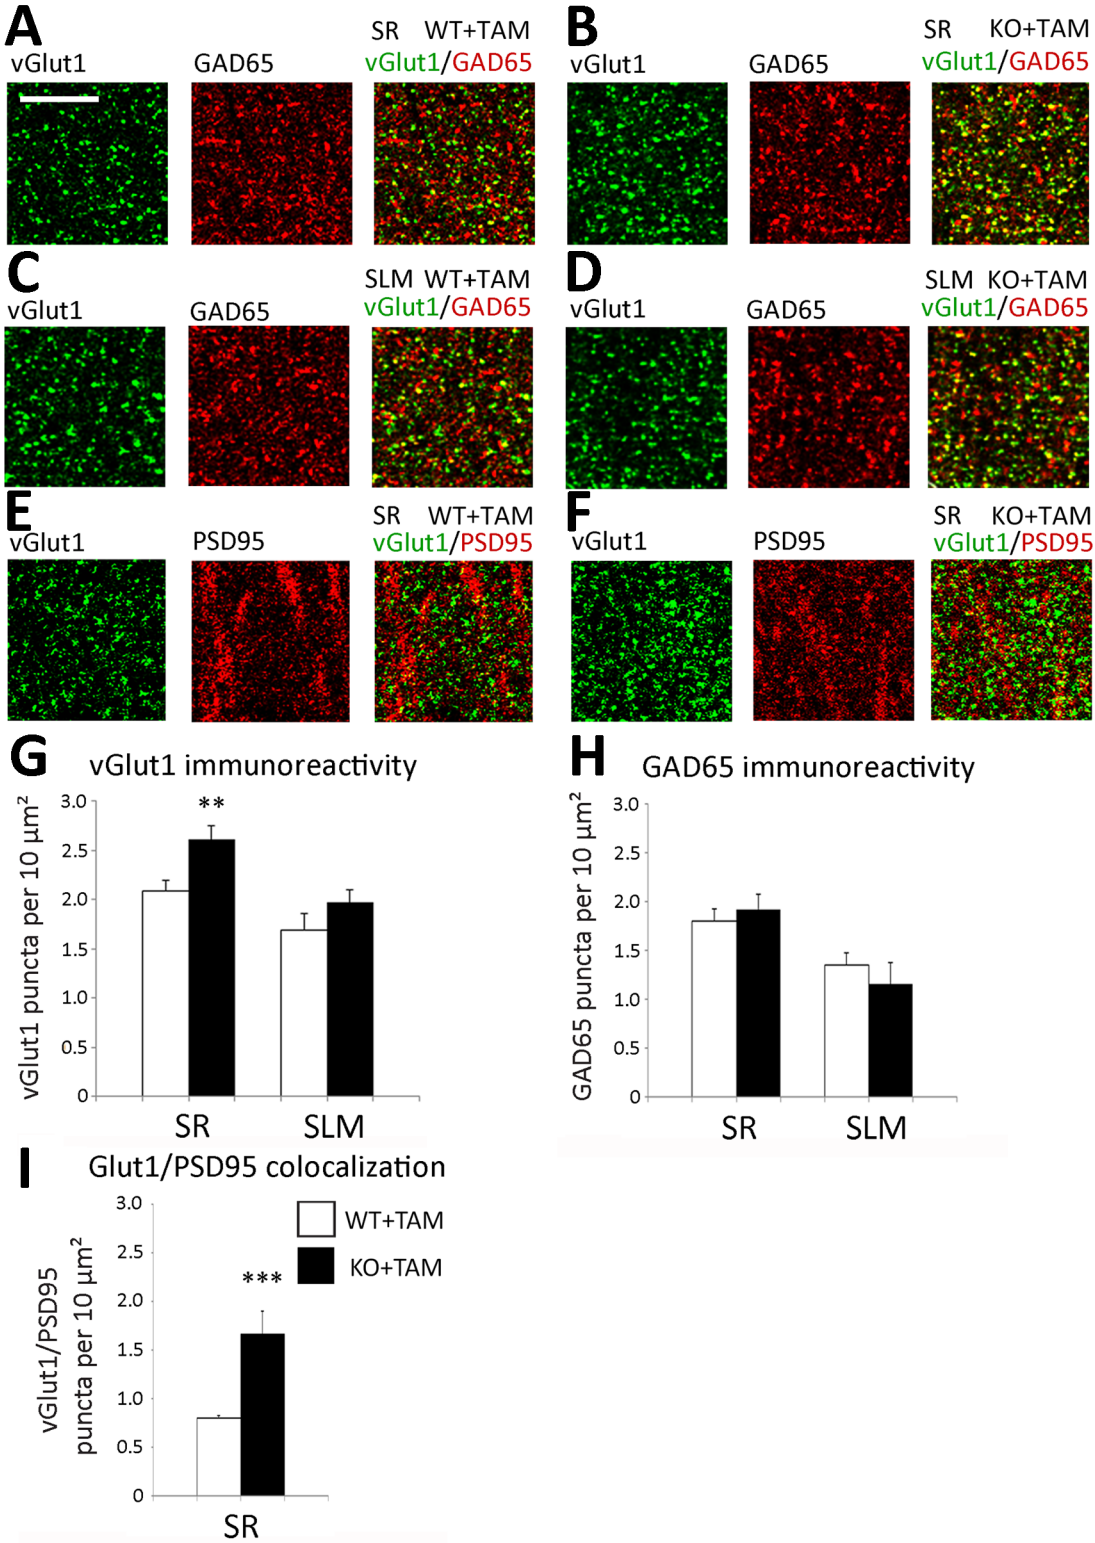 A
SR WT+TAM
vGlut1 GAD65 vGlut1/GAD65
B
SR KO+TAM
vGlut1 GAD65 vGlut1/GAD65
C
SLM WT+TAM
vGlut1 GAD65 vGlut1/GAD65
D
SLM KO+TAM
vGlut1 GAD65 vGlut1/GAD65
E
SR WT+TAM
vGlut1 PSD95 vGlut1/PSD95
F
SR KO+TAM
vGlut1 PSD95 vGlut1/PSD95
G
vGlut1 immunoreactivity
vGlut1 puncta per 10 µm²
3.0
2.5
2.0
1.5
1.0
0.5
0
**
SR SLM
H
GAD65 immunoreactivity
GAD65 puncta per 10 µm²
3.0
2.5
2.0
1.5
1.0
0.5
0
SR SLM
I
Glut1/PSD95 colocalization
vGlut1/PSD95
puncta per 10 µm²
3.0
2.5
2.0
1.5
1.0
0.5
0
WT+TAM
KO+TAM
***
SR